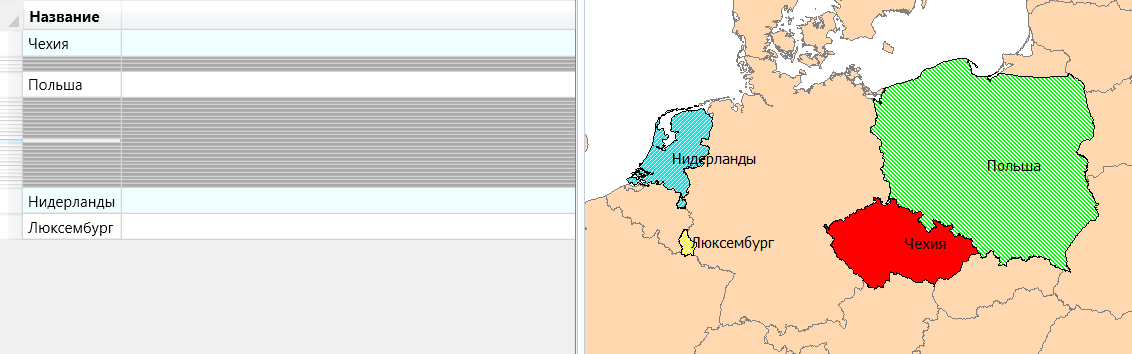 Название
Чехия
Польша
Нидерланды
Люксембург
Нидерланды
Польша
Люксембург
Чехия